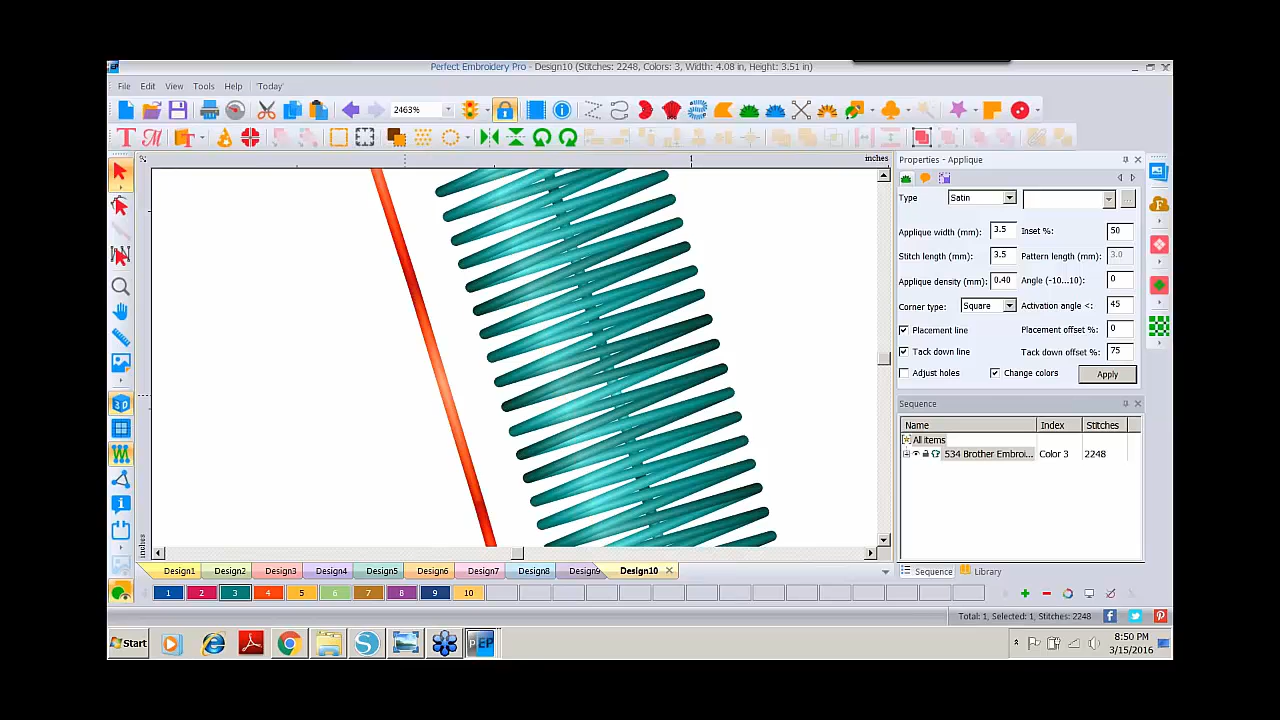 Perfect Embroidery Pro - Design10 (Stitches: 2248, Colors: 3, Width: 4.08 in, Height: 3.51 in)
File Edit View Tools Help 'Today'
2463%
1 inches
inches
Properties - Applique
Type Satin
Applique width (mm): 3.5 Inset %: 50
Stitch length (mm): 3.5 Pattern length (mm): 3.0
Applique density (mm): 0.40 Angle (-10...10): 0
Corner type: Square Activation angle <: 45
Placement line Placement offset %: 0
Tack down line Tack down offset %: 75
Adjust holes Change colors Apply
Sequence
Name Index Stitches
All items
534 Brother Embroi... Color 3 2248
Design1 Design2 Design3 Design4 Design5 Design6 Design7 Design8 Design9 Design10
Sequence Library
1 2 3 4 5 6 7 8 9 10
Total: 1, Selected: 1, Stitches: 2248
Start
PEP
8:50 PM
3/15/2016